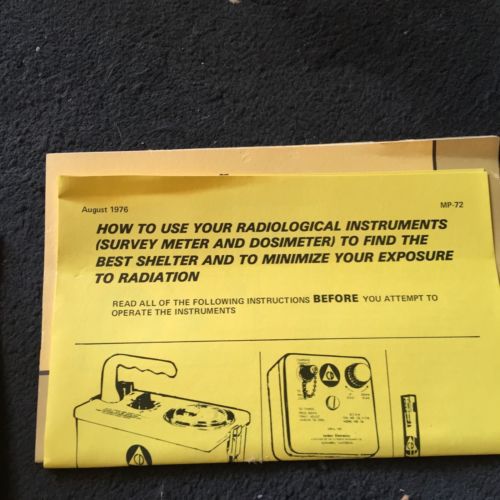 August 1976
MP-72
HOW TO USE YOUR RADIOLOGICAL INSTRUMENTS
(SURVEY METER AND DOSIMETER) TO FIND THE
BEST SHELTER AND TO MINIMIZE YOUR EXPOSURE
TO RADIATION
READ ALL OF THE FOLLOWING INSTRUCTIONS BEFORE YOU ATTEMPT TO
OPERATE THE INSTRUMENTS
CD
CD